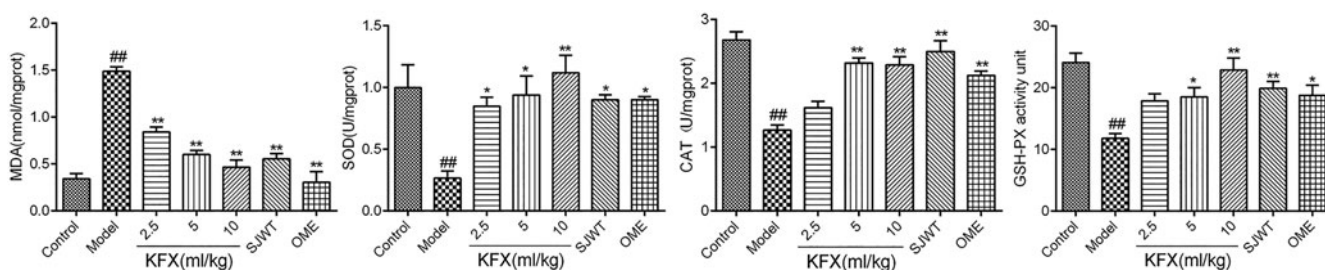 MDA(nmol/mgprot)
2.0
1.5
1.0
0.5
0.0
##
**
**
**
**
**
Control
Model
2.5
5
10
SJWT
OME
KFX(ml/kg)
SOD(U/mgprot)
1.5
1.0
0.5
0.0
##
*
*
**
*
*
Control
Model
2.5
5
10
SJWT
OME
KFX(ml/kg)
CAT (U/mgprot)
3
2
1
0
##
**
**
**
**
Control
Model
2.5
5
10
SJWT
OME
KFX(ml/kg)
GSH-PX activity unit
30
20
10
0
##
*
**
**
*
Control
Model
2.5
5
10
SJWT
OME
KFX(ml/kg)